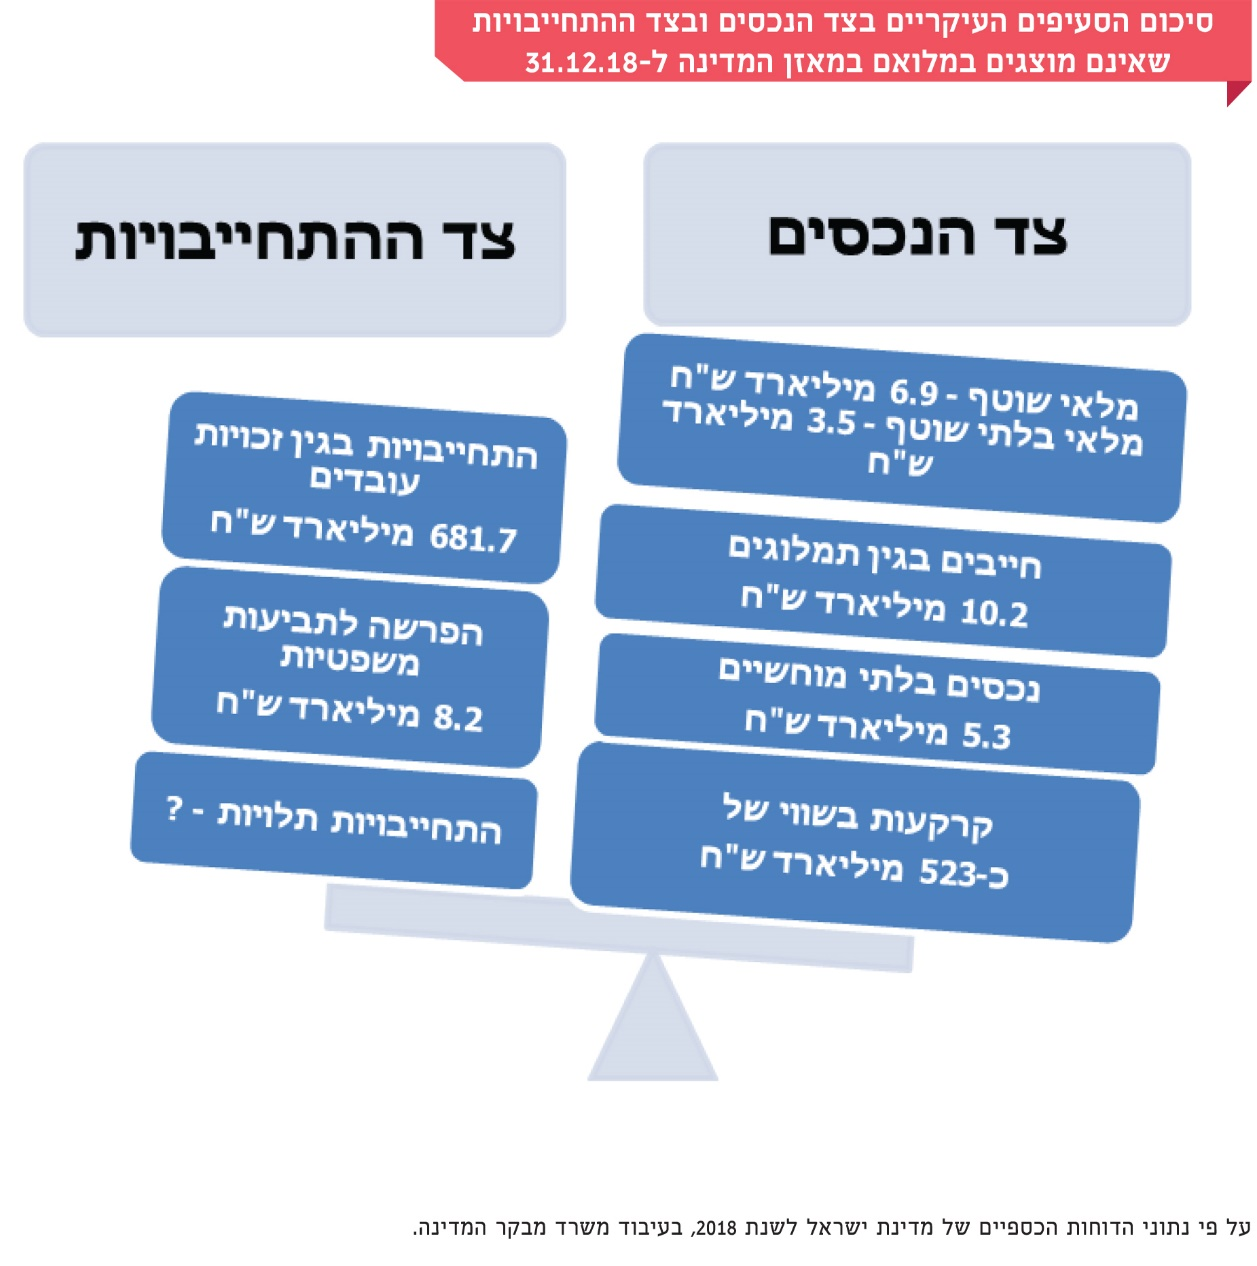 סיכום הסעיפים העיקריים בצד הנכסים ובצד ההתחייבויות
שאינם מוצגים במלואם במאזן המדינה ל-31.12.18
צד הנכסים
מלאי שוטף - 6.9 מיליארד ש"ח
מלאי בלתי שוטף - 3.5 מיליארד
ש"ח
חייבים בגין תמלוגים
10.2 מיליארד ש"ח
נכסים בלתי מוחשיים
5.3 מיליארד ש"ח
קרקעות בשווי של
כ-523 מיליארד ש"ח
צד ההתחייבויות
התחייבויות בגין זכויות
עובדים
681.7 מיליארד ש"ח
הפרשה לתביעות
משפטיות
8.2 מיליארד ש"ח
התחייבויות תלויות - ?
על פי נתוני הדוחות הכספיים של מדינת ישראל לשנת 2018, בעיבוד משרד מבקר המדינה.